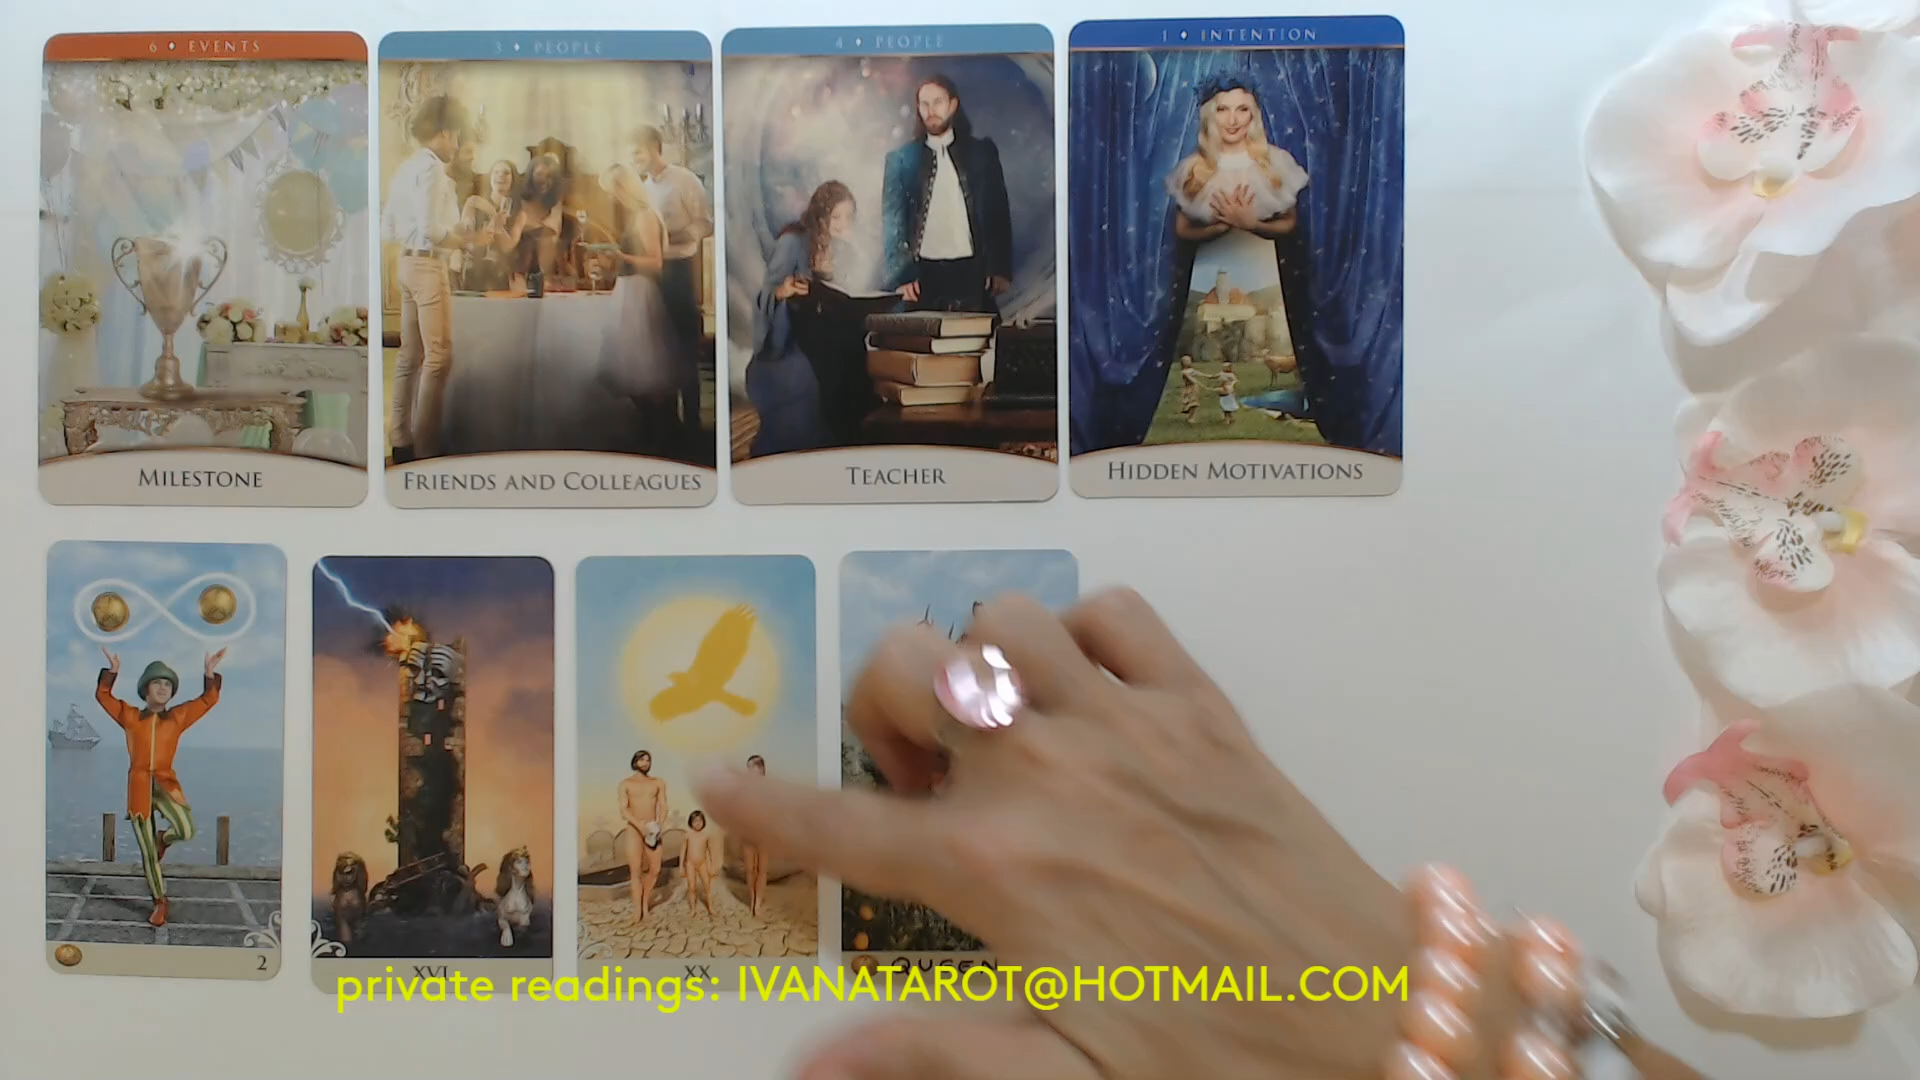 6 ♦ EVENTS
3 ♦ PEOPLE
4 ♦ PEOPLE
1 ♦ INTENTION
MILESTONE
FRIENDS AND COLLEAGUES
TEACHER
HIDDEN MOTIVATIONS
2
XVI
XX
QUEEN
private readings: IVANATAROT@HOTMAIL.COM